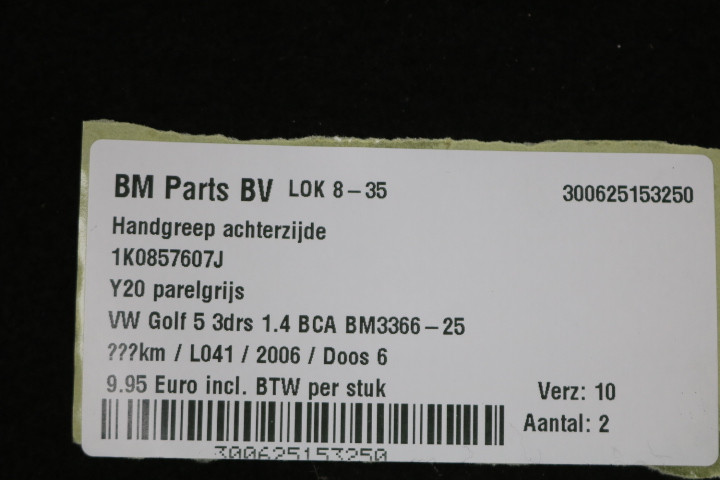 BM Parts BV LOK 8-35 300625153250
Handgreep achterzijde
1K0857607J
Y20 parelgrijs
VW Golf 5 3drs 1.4 BCA BM3366-25
???km / L041 / 2006 / Doos 6
9.95 Euro incl. BTW per stuk Verz: 10
Aantal: 2
300625153250